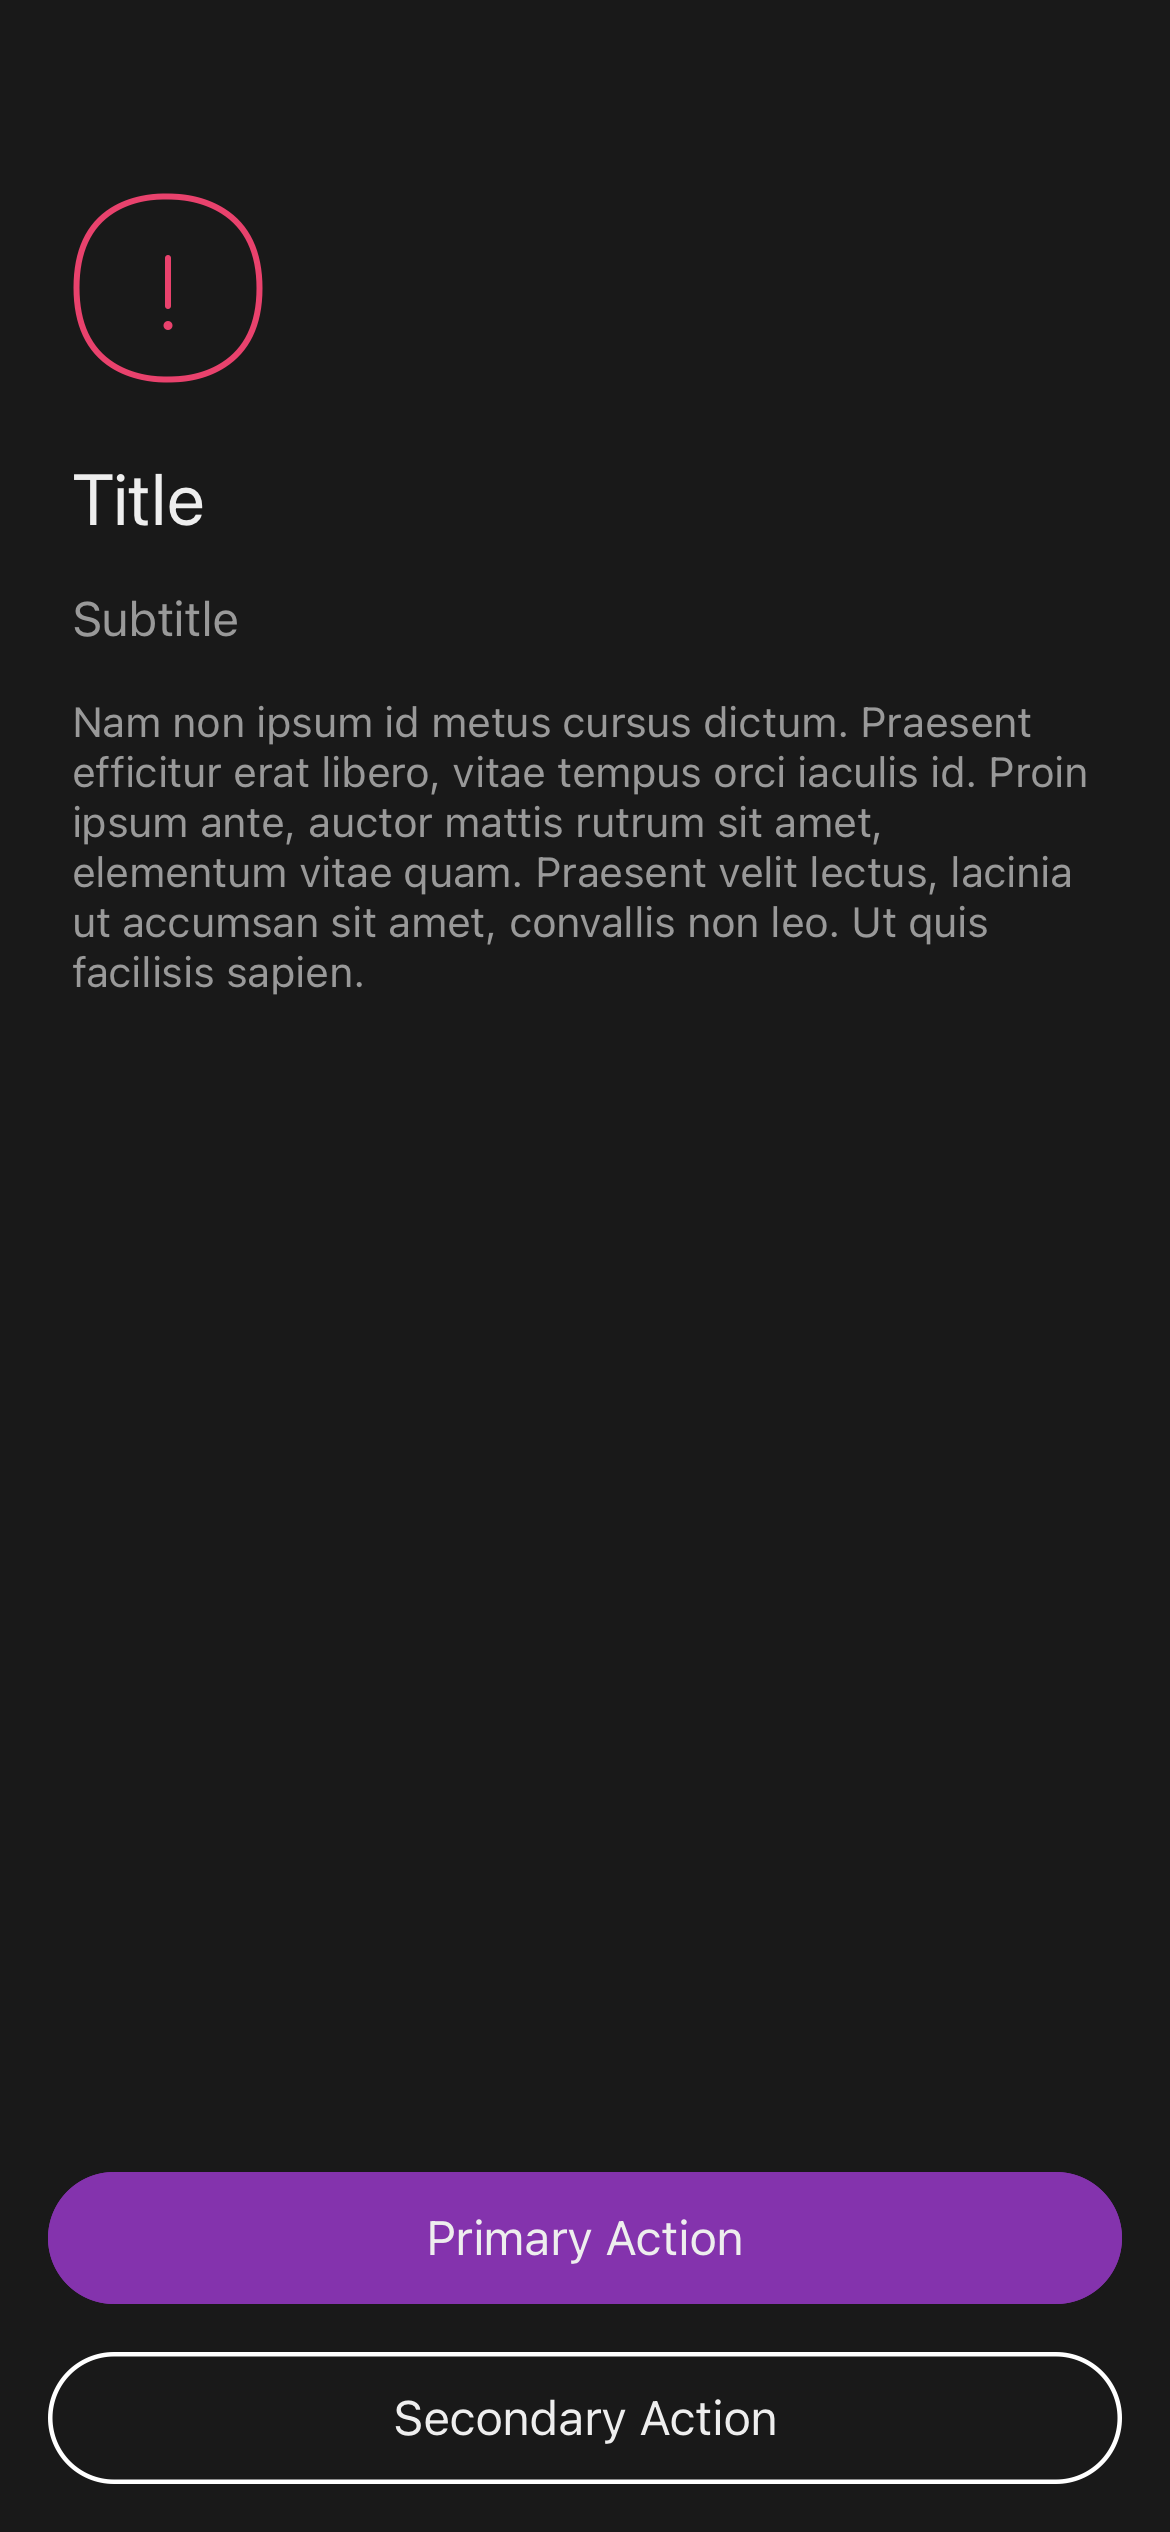 Title
Subtitle
Nam non ipsum id metus cursus dictum. Praesent
efficitur erat libero, vitae tempus orci iaculis id. Proin
ipsum ante, auctor mattis rutrum sit amet,
elementum vitae quam. Praesent velit lectus, lacinia
ut accumsan sit amet, convallis non leo. Ut quis
facilisis sapien.
Primary Action
Secondary Action